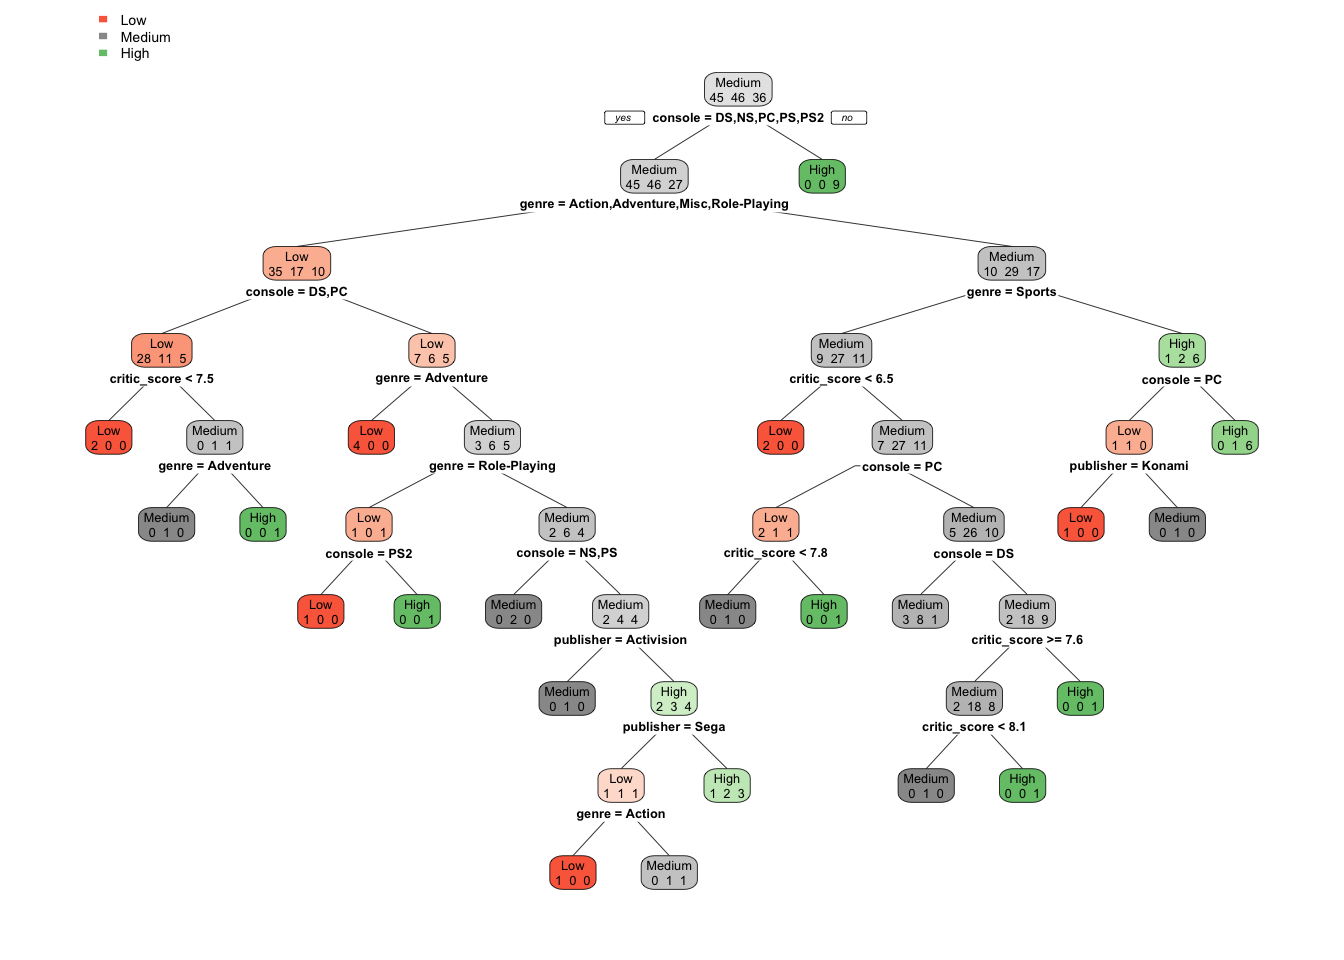 Low
Medium
High
Medium
45 46 36
yes console = DS,NS,PC,PS,PS2 no
Medium High
45 46 27 0 0 9
genre = Action,Adventure,Misc,Role-Playing
Low Medium
35 17 10 10 29 17
console = DS,PC genre = Sports
Low Low Medium High
28 11 5 7 6 5 9 27 11 1 2 6
critic_score < 7.5 genre = Adventure critic_score < 6.5 console = PC
Low Medium Low Medium Low Medium Low High
2 0 0 0 1 1 4 0 0 3 6 5 2 0 0 7 27 11 1 1 0 0 1 6
genre = Adventure genre = Role-Playing console = PC publisher = Konami
Medium High Low Medium Low Medium Low Medium
0 1 0 0 0 1 1 0 1 2 6 4 2 1 1 5 26 10 1 0 0 0 1 0
console = PS2 console = NS,PS critic_score < 7.8 console = DS
Low High Medium Medium Medium High Medium Medium
1 0 0 0 0 1 0 2 0 2 4 4 0 1 0 0 0 1 3 8 1 2 18 9
publisher = Activision critic_score >= 7.6
Medium High Medium High
0 1 0 2 3 4 2 18 8 0 0 1
publisher = Sega critic_score < 8.1
Low High Medium High
1 1 1 1 2 3 0 1 0 0 0 1
genre = Action
Low Medium
1 0 0 0 1 1